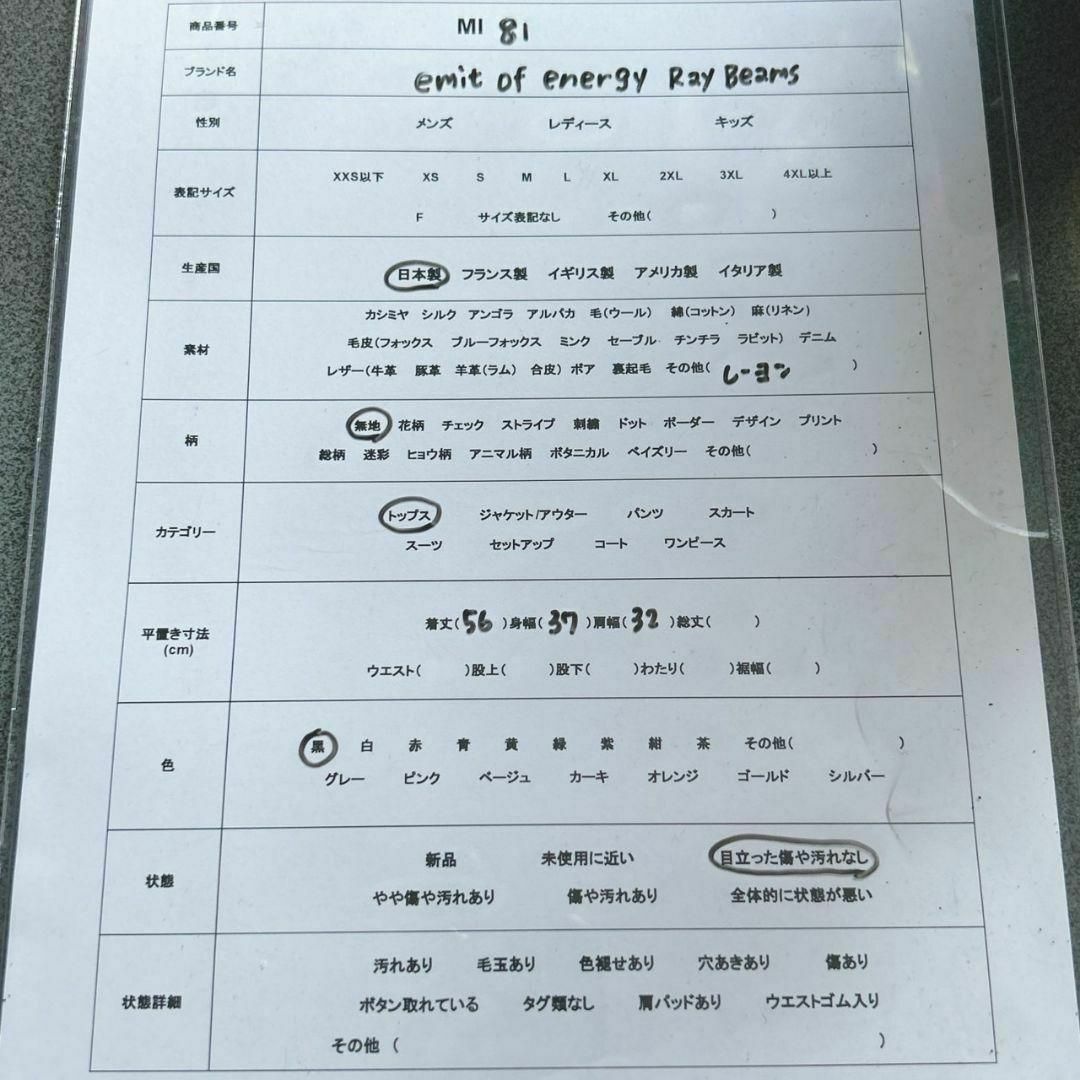 商品番号 MI 81
ブランド名 emit of energy Ray Beams
性別 メンズ レディース キッズ
表記サイズ
XXS以下 XS S M L XL 2XL 3XL 4XL以上
F サイズ表記なし その他( )
生産国 日本製 フランス製 イギリス製 アメリカ製 イタリア製
素材
カシミヤ シルク アンゴラ アルパカ 毛(ウール) 綿(コットン) 麻(リネン)
毛皮(フォックス ブルーフォックス ミンク セーブル チンチラ ラビット) デニム
レザー(牛革 豚革 羊革(ラム) 合皮) ボア 裏起毛 その他( レーヨン )
柄
無地 花柄 チェック ストライプ 刺繍 ドット ボーダー デザイン プリント
総柄 迷彩 ヒョウ柄 アニマル柄 ボタニカル ペイズリー その他( )
カテゴリー
トップス ジャケット/アウター パンツ スカート
スーツ セットアップ コート ワンピース
平置き寸法
(cm)
着丈(56)身幅(37)肩幅(32)総丈( )
ウエスト( )股上( )股下( )わたり( )裾幅( )
色
黒 白 赤 青 黄 緑 紫 紺 茶 その他( )
グレー ピンク ベージュ カーキ オレンジ ゴールド シルバー
状態
新品 未使用に近い 目立った傷や汚れなし
やや傷や汚れあり 傷や汚れあり 全体的に状態が悪い
状態詳細
汚れあり 毛玉あり 色褪せあり 穴あきあり 傷あり
ボタン取れている タグ類なし 肩パッドあり ウエストゴム入り
その他 ( )